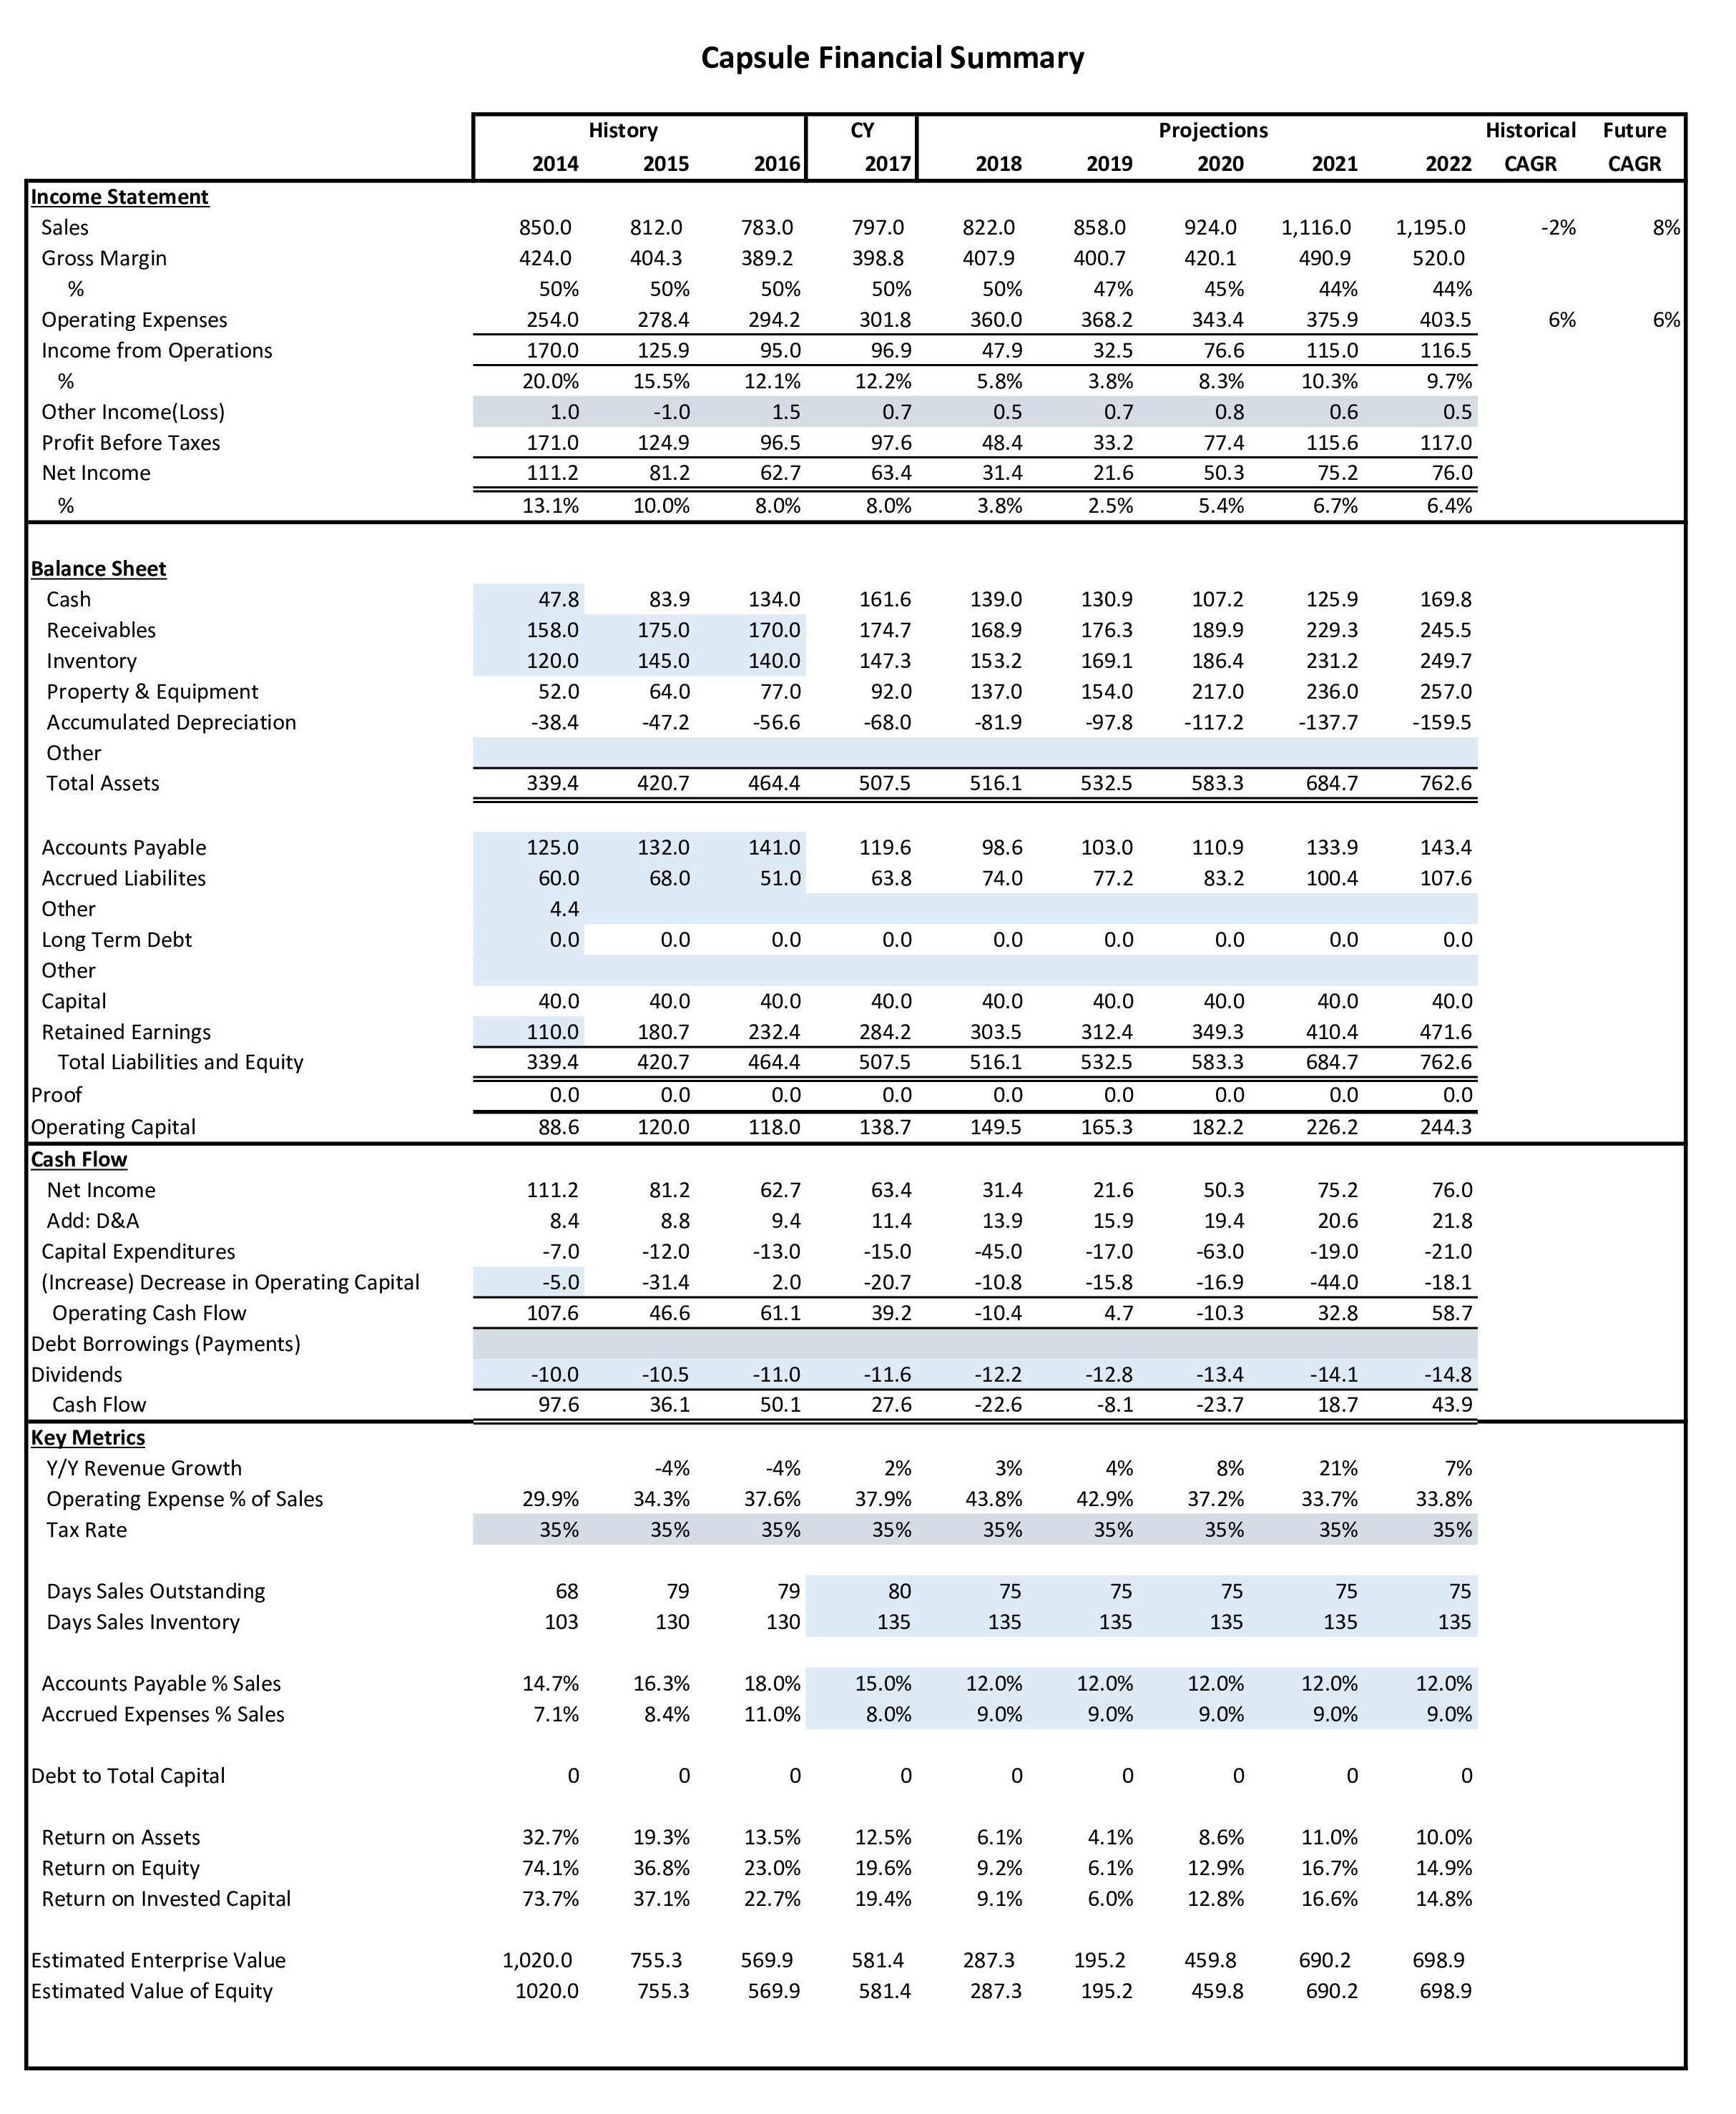 Capsule Financial Summary
History CY Projections Historical Future
2014 2015 2016 2017 2018 2019 2020 2021 2022 CAGR CAGR
Income Statement
Sales 850.0 812.0 783.0 797.0 822.0 858.0 924.0 1,116.0 1,195.0 -2% 8%
Gross Margin 424.0 404.3 389.2 398.8 407.9 400.7 420.1 490.9 520.0
% 50% 50% 50% 50% 50% 47% 45% 44% 44%
Operating Expenses 254.0 278.4 294.2 301.8 360.0 368.2 343.4 375.9 403.5 6% 6%
Income from Operations 170.0 125.9 95.0 96.9 47.9 32.5 76.6 115.0 116.5
% 20.0% 15.5% 12.1% 12.2% 5.8% 3.8% 8.3% 10.3% 9.7%
Other Income(Loss) 1.0 -1.0 1.5 0.7 0.5 0.7 0.8 0.6 0.5
Profit Before Taxes 171.0 124.9 96.5 97.6 48.4 33.2 77.4 115.6 117.0
Net Income 111.2 81.2 62.7 63.4 31.4 21.6 50.3 75.2 76.0
% 13.1% 10.0% 8.0% 8.0% 3.8% 2.5% 5.4% 6.7% 6.4%
Balance Sheet
Cash 47.8 83.9 134.0 161.6 139.0 130.9 107.2 125.9 169.8
Receivables 158.0 175.0 170.0 174.7 168.9 176.3 189.9 229.3 245.5
Inventory 120.0 145.0 140.0 147.3 153.2 169.1 186.4 231.2 249.7
Property & Equipment 52.0 64.0 77.0 92.0 137.0 154.0 217.0 236.0 257.0
Accumulated Depreciation -38.4 -47.2 -56.6 -68.0 -81.9 -97.8 -117.2 -137.7 -159.5
Other
Total Assets 339.4 420.7 464.4 507.5 516.1 532.5 583.3 684.7 762.6
Accounts Payable 125.0 132.0 141.0 119.6 98.6 103.0 110.9 133.9 143.4
Accrued Liabilites 60.0 68.0 51.0 63.8 74.0 77.2 83.2 100.4 107.6
Other 4.4
Long Term Debt 0.0 0.0 0.0 0.0 0.0 0.0 0.0 0.0 0.0
Other
Capital 40.0 40.0 40.0 40.0 40.0 40.0 40.0 40.0 40.0
Retained Earnings 110.0 180.7 232.4 284.2 303.5 312.4 349.3 410.4 471.6
Total Liabilities and Equity 339.4 420.7 464.4 507.5 516.1 532.5 583.3 684.7 762.6
Proof 0.0 0.0 0.0 0.0 0.0 0.0 0.0 0.0 0.0
Operating Capital 88.6 120.0 118.0 138.7 149.5 165.3 182.2 226.2 244.3
Cash Flow
Net Income 111.2 81.2 62.7 63.4 31.4 21.6 50.3 75.2 76.0
Add: D&A 8.4 8.8 9.4 11.4 13.9 15.9 19.4 20.6 21.8
Capital Expenditures -7.0 -12.0 -13.0 -15.0 -45.0 -17.0 -63.0 -19.0 -21.0
(Increase) Decrease in Operating Capital -5.0 -31.4 2.0 -20.7 -10.8 -15.8 -16.9 -44.0 -18.1
Operating Cash Flow 107.6 46.6 61.1 39.2 -10.4 4.7 -10.3 32.8 58.7
Debt Borrowings (Payments)
Dividends -10.0 -10.5 -11.0 -11.6 -12.2 -12.8 -13.4 -14.1 -14.8
Cash Flow 97.6 36.1 50.1 27.6 -22.6 -8.1 -23.7 18.7 43.9
Key Metrics
Y/Y Revenue Growth -4% -4% 2% 3% 4% 8% 21% 7%
Operating Expense % of Sales 29.9% 34.3% 37.6% 37.9% 43.8% 42.9% 37.2% 33.7% 33.8%
Tax Rate 35% 35% 35% 35% 35% 35% 35% 35% 35%
Days Sales Outstanding 68 79 79 80 75 75 75 75 75
Days Sales Inventory 103 130 130 135 135 135 135 135 135
Accounts Payable % Sales 14.7% 16.3% 18.0% 15.0% 12.0% 12.0% 12.0% 12.0% 12.0%
Accrued Expenses % Sales 7.1% 8.4% 11.0% 8.0% 9.0% 9.0% 9.0% 9.0% 9.0%
Debt to Total Capital 0 0 0 0 0 0 0 0 0
Return on Assets 32.7% 19.3% 13.5% 12.5% 6.1% 4.1% 8.6% 11.0% 10.0%
Return on Equity 74.1% 36.8% 23.0% 19.6% 9.2% 6.1% 12.9% 16.7% 14.9%
Return on Invested Capital 73.7% 37.1% 22.7% 19.4% 9.1% 6.0% 12.8% 16.6% 14.8%
Estimated Enterprise Value 1,020.0 755.3 569.9 581.4 287.3 195.2 459.8 690.2 698.9
Estimated Value of Equity 1020.0 755.3 569.9 581.4 287.3 195.2 459.8 690.2 698.9